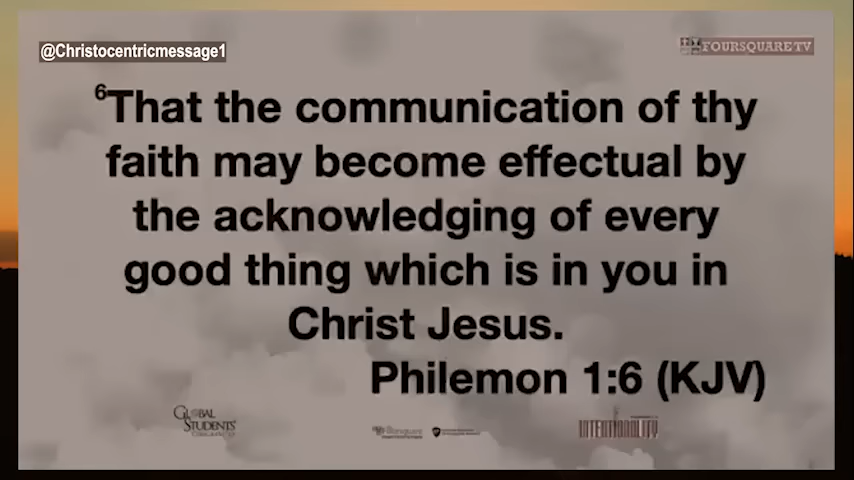 @Christocentricmessage1
FOURSQUARE TV
6That the communication of thy
faith may become effectual by
the acknowledging of every
good thing which is in you in
Christ Jesus.
Philemon 1:6 (KJV)
GLOBAL
STUDENTS'
INTENTIONALITY